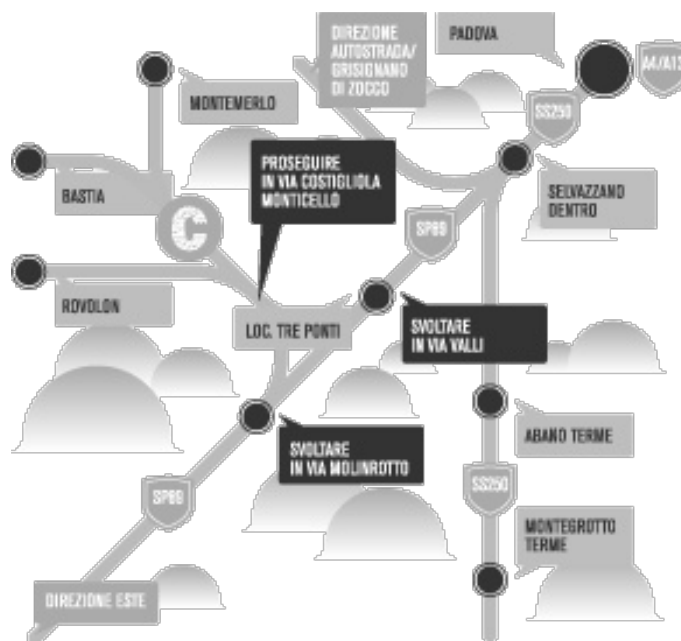 DIREZIONE
AUTOSTRAGA/
GRISIGNANO
DI ZOCCO
PADOVA
A4/A13
MONTEMERLO
SS250
PROSEGUIRE
IN VIA COSTIGLIOLA
MONTICELLO
BASTIA
SELVAZZANO
DENTRO
C
SP89
ROVOLON
LOC. TRE PONTI
SVOLTARE
IN VIA VALLI
ABANO TERME
SVOLTARE
IN VIA MOLINROTTO
SP89
SS250
MONTEGROTTO
TERME
DIREZIONE ESTE